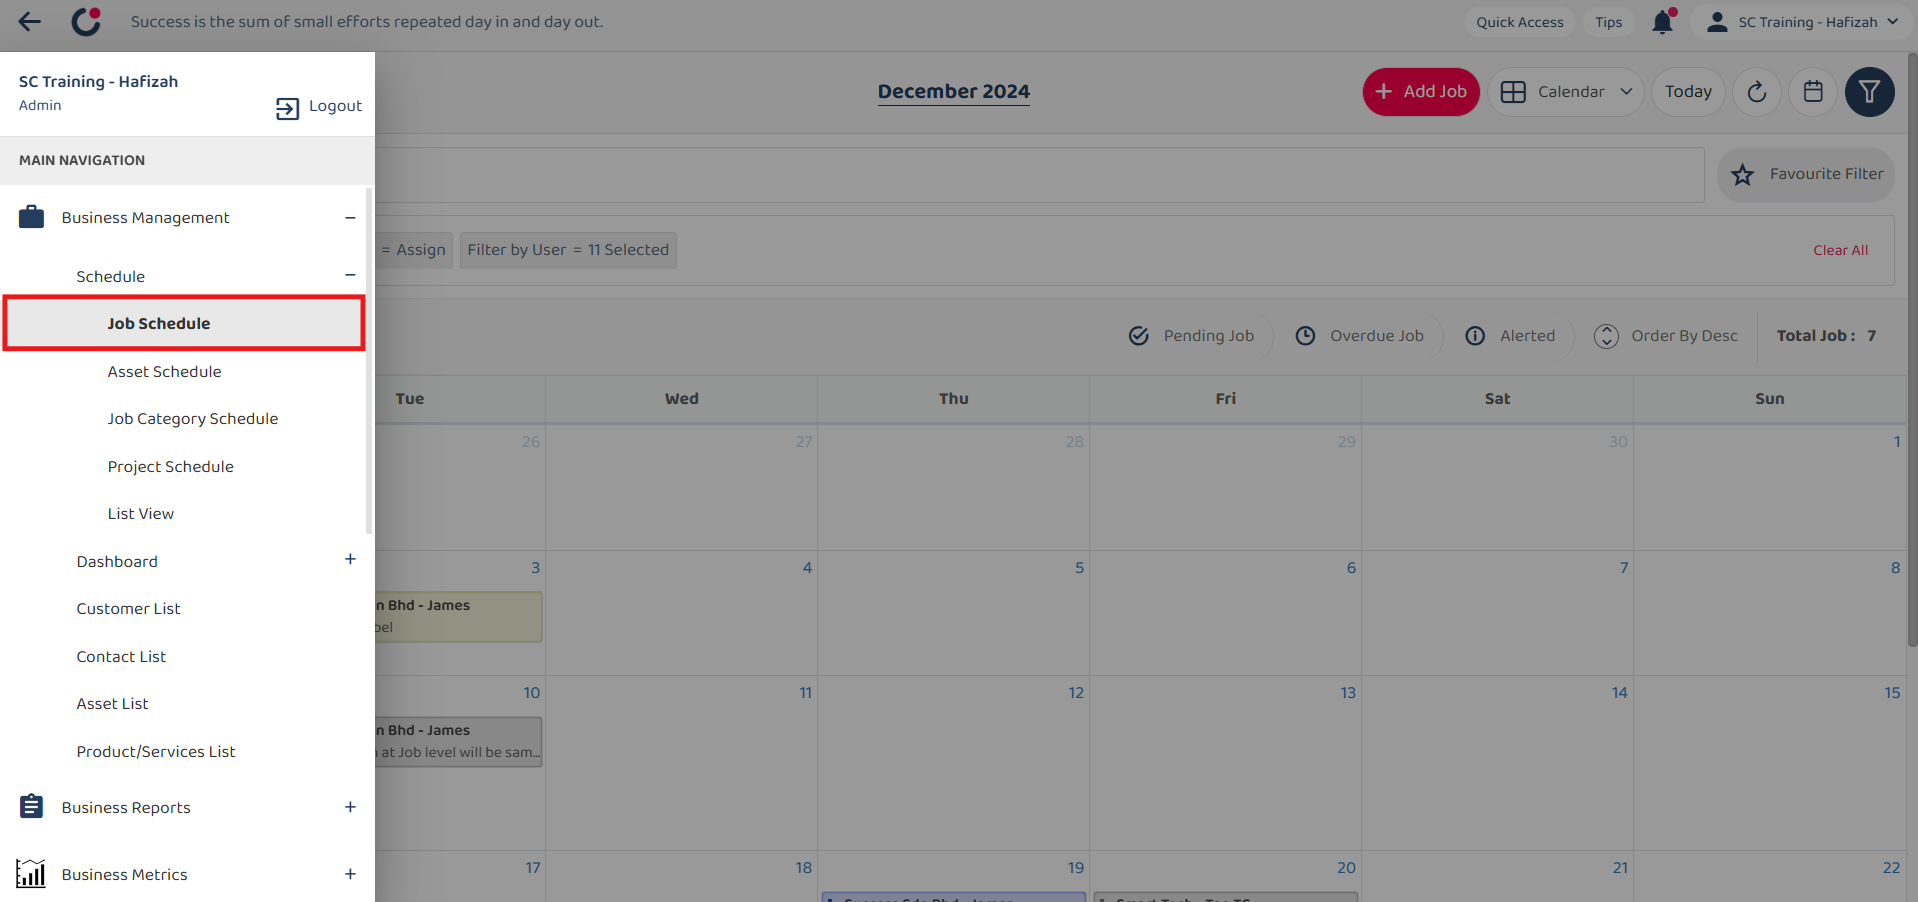 Success is the sum of small efforts repeated day in and day out.
Quick Access
Tips
SC Training - Hafizah
SC Training - Hafizah
Admin
Logout
MAIN NAVIGATION
Business Management
Schedule
Job Schedule
Asset Schedule
Job Category Schedule
Project Schedule
List View
Dashboard
Customer List
Contact List
Asset List
Product/Services List
Business Reports
Business Metrics
December 2024
+ Add Job
Calendar
Today
Favourite Filter
= Assign
Filter by User = 11 Selected
Clear All
Pending Job
Overdue Job
Alerted
Order By Desc
Total Job : 7
Tue Wed Thu Fri Sat Sun
26 27 28 29 30 1
3 4 5 6 7 8
n Bhd - James
bel
10 11 12 13 14 15
n Bhd - James
at Job level will be sam...
17 18 19 20 21 22